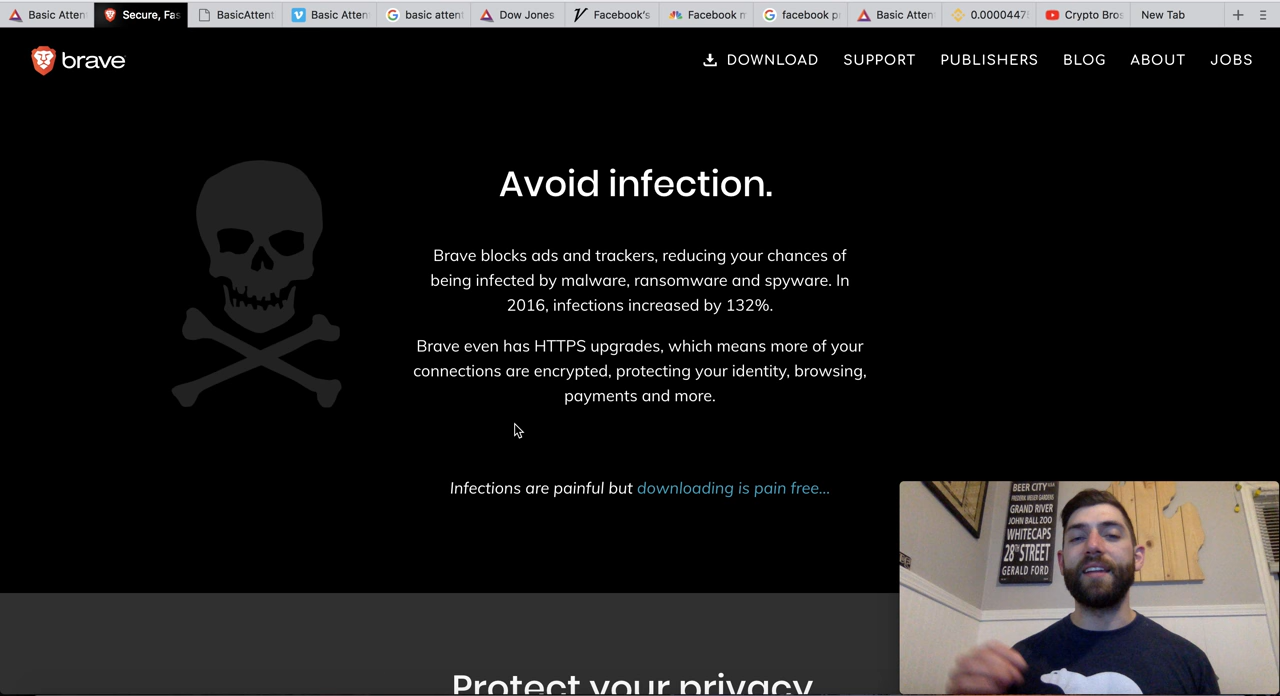 Basic Atten
Secure, Fas
BasicAttent
Basic Atten
basic attent
Dow Jones
Facebook's
Facebook m
facebook p
Basic Atten
0.00004478
Crypto Bros
New Tab
brave
DOWNLOAD
SUPPORT
PUBLISHERS
BLOG
ABOUT
JOBS
Avoid infection.
Brave blocks ads and trackers, reducing your chances of
being infected by malware, ransomware and spyware. In
2016, infections increased by 132%.
Brave even has HTTPS upgrades, which means more of your
connections are encrypted, protecting your identity, browsing,
payments and more.
Infections are painful but downloading is pain free...
BEER CITY
GRAND RIVER
JOHN BALL ZOO
WHITECAPS
28TH STREET
GERALD FORD
Protect your privacy